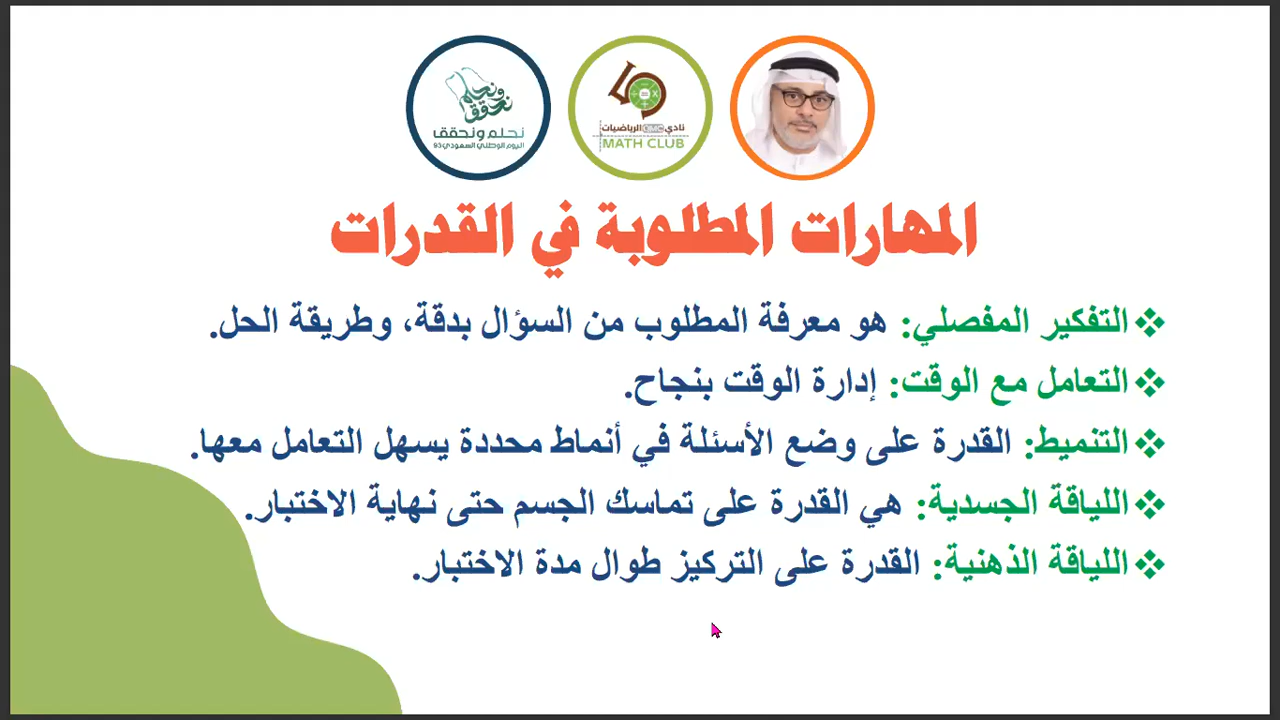 ونحلم نحقق
نحلم ونحقق
اليوم الوطني السعودي 93
نادي OMC الرياضيات
MATH CLUB
المهارات المطلوبة في القدرات
❖ التفكير المفصلي: هو معرفة المطلوب من السؤال بدقة، وطريقة الحل.
❖ التعامل مع الوقت: إدارة الوقت بنجاح.
❖ التنميط: القدرة على وضع الأسئلة في أنماط محددة يسهل التعامل معها.
❖ اللياقة الجسدية: هي القدرة على تماسك الجسم حتى نهاية الاختبار.
❖ اللياقة الذهنية: القدرة على التركيز طوال مدة الاختبار.